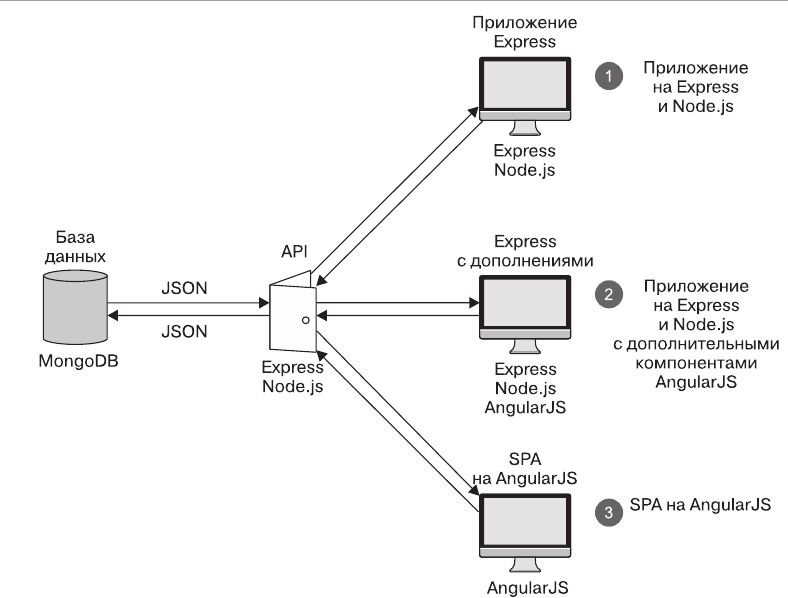 Приложение
Express
1
Приложение
на Express
и Node.js
Express
Node.js
База
данных
API
Express
с дополнениями
JSON
JSON
MongoDB
Express
Node.js
2
Приложение
на Express
и Node.js
с дополнительными
компонентами
AngularJS
Express
Node.js
AngularJS
SPA
на AngularJS
3
SPA на AngularJS
AngularJS